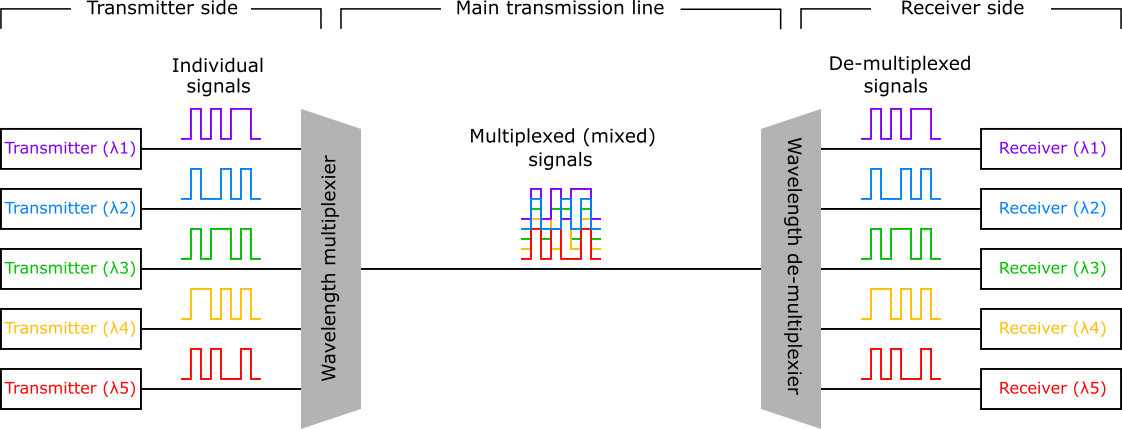 Transmitter side
Main transmission line
Receiver side
Individual
signals
De-multiplexed
signals
Multiplexed (mixed)
signals
Transmitter (λ1)
Transmitter (λ2)
Transmitter (λ3)
Transmitter (λ4)
Transmitter (λ5)
Wavelength multiplexier
Wavelength de-multiplexier
Receiver (λ1)
Receiver (λ2)
Receiver (λ3)
Receiver (λ4)
Receiver (λ5)